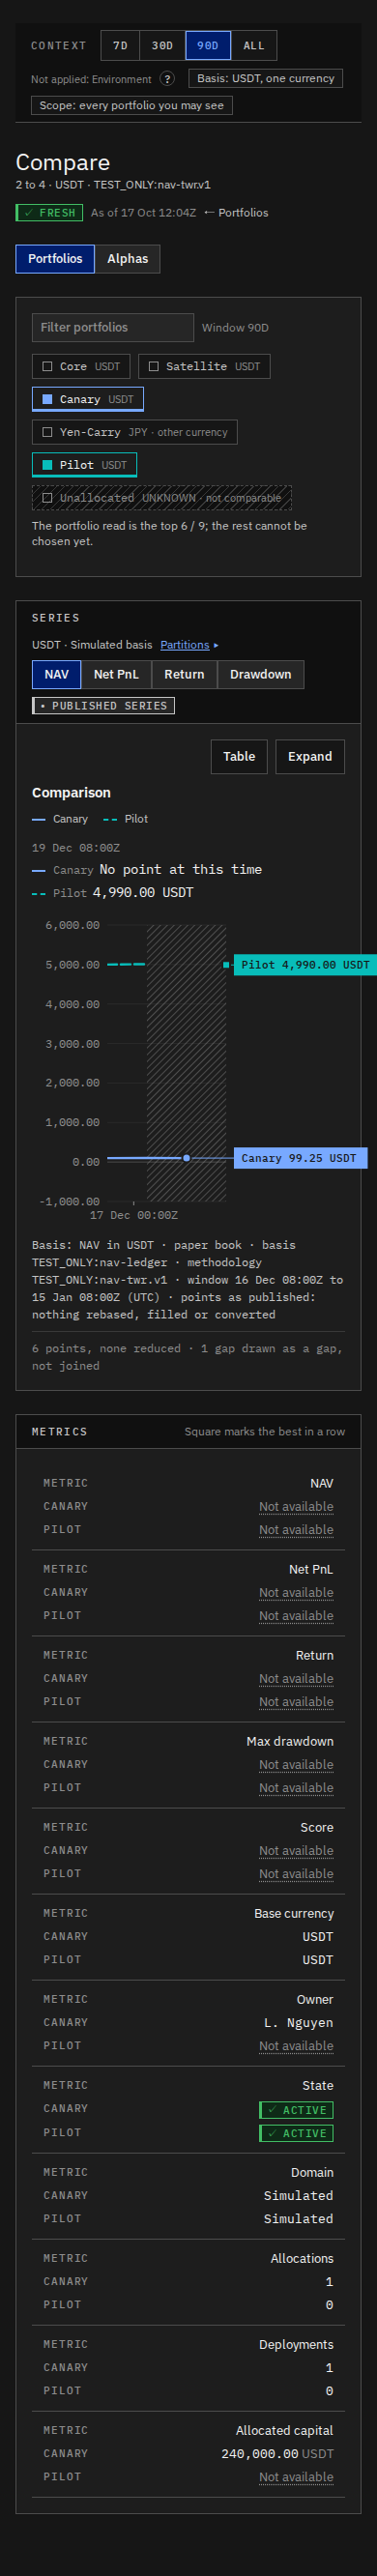 CONTEXT 7D 30D 90D ALL
Not applied: Environment ? Basis: USDT, one currency
Scope: every portfolio you may see
Compare
2 to 4 · USDT · TEST_ONLY:nav-twr.v1
✓ FRESH As of 17 Oct 12:04Z ← Portfolios
Portfolios Alphas
Filter portfolios Window 90D
Core USDT Satellite USDT
Canary USDT
Yen-Carry JPY · other currency
Pilot USDT
Unallocated UNKNOWN · not comparable
The portfolio read is the top 6 / 9; the rest cannot be
chosen yet.
SERIES
USDT · Simulated basis Partitions ▸
NAV Net PnL Return Drawdown
• PUBLISHED SERIES
Table Expand
Comparison
Canary Pilot
19 Dec 08:00Z
Canary No point at this time
Pilot 4,990.00 USDT
6,000.00
5,000.00 Pilot 4,990.00 USDT
4,000.00
3,000.00
2,000.00
1,000.00
0.00 Canary 99.25 USDT
-1,000.00
17 Dec 00:00Z
Basis: NAV in USDT · paper book · basis
TEST_ONLY:nav-ledger · methodology
TEST_ONLY:nav-twr.v1 · window 16 Dec 08:00Z to
15 Jan 08:00Z (UTC) · points as published:
nothing rebased, filled or converted
6 points, none reduced · 1 gap drawn as a gap,
not joined
METRICS Square marks the best in a row
METRIC NAV
CANARY Not available
PILOT Not available
METRIC Net PnL
CANARY Not available
PILOT Not available
METRIC Return
CANARY Not available
PILOT Not available
METRIC Max drawdown
CANARY Not available
PILOT Not available
METRIC Score
CANARY Not available
PILOT Not available
METRIC Base currency
CANARY USDT
PILOT USDT
METRIC Owner
CANARY L. Nguyen
PILOT Not available
METRIC State
CANARY ✓ ACTIVE
PILOT ✓ ACTIVE
METRIC Domain
CANARY Simulated
PILOT Simulated
METRIC Allocations
CANARY 1
PILOT 0
METRIC Deployments
CANARY 1
PILOT 0
METRIC Allocated capital
CANARY 240,000.00 USDT
PILOT Not available